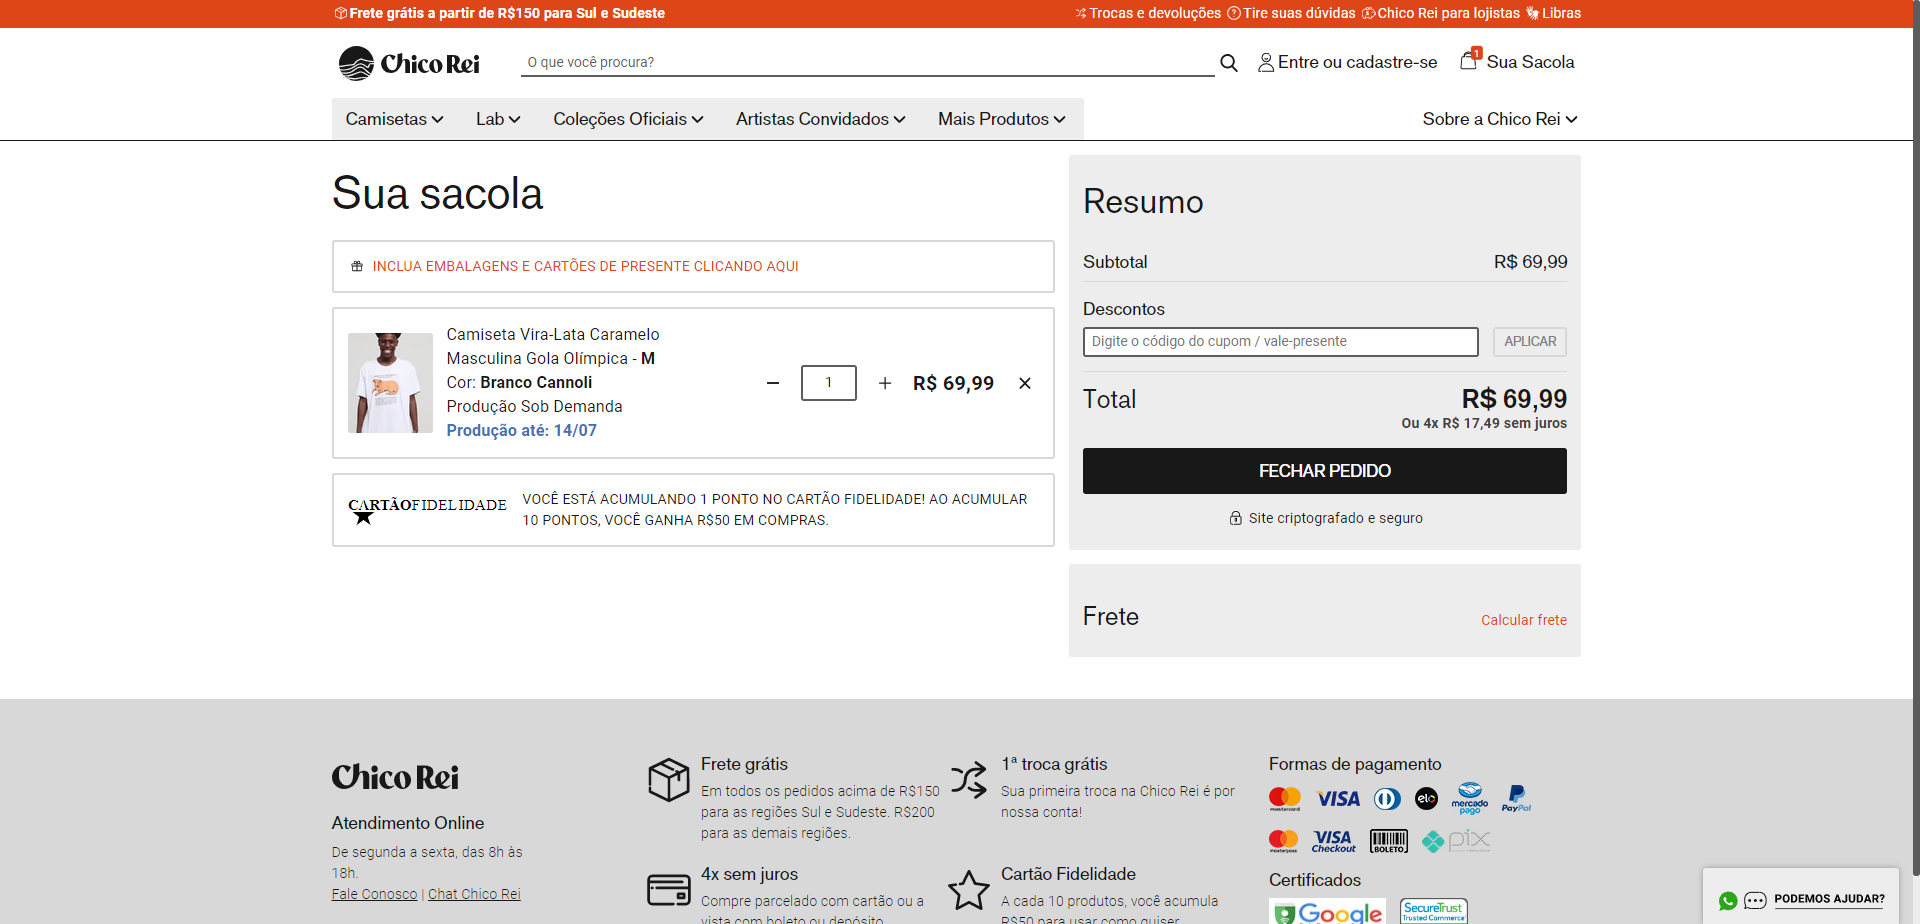 Frete grátis a partir de R$150 para Sul e Sudeste
Trocas e devoluções Tire suas dúvidas Chico Rei para lojistas Libras
Chico Rei
O que você procura?
Entre ou cadastre-se
1
Sua Sacola
Camisetas Lab Coleções Oficiais Artistas Convidados Mais Produtos Sobre a Chico Rei
Sua sacola
INCLUA EMBALAGENS E CARTÕES DE PRESENTE CLICANDO AQUI
Camiseta Vira-Lata Caramelo
Masculina Gola Olímpica - M
Cor: Branco Cannoli
Produção Sob Demanda
Produção até: 14/07
1
R$ 69,99
CARTÃOFIDELIDADE
VOCÊ ESTÁ ACUMULANDO 1 PONTO NO CARTÃO FIDELIDADE! AO ACUMULAR
10 PONTOS, VOCÊ GANHA R$50 EM COMPRAS.
Resumo
Subtotal R$ 69,99
Descontos
Digite o código do cupom / vale-presente APLICAR
Total R$ 69,99
Ou 4x R$ 17,49 sem juros
FECHAR PEDIDO
Site criptografado e seguro
Frete Calcular frete
Chico Rei
Atendimento Online
De segunda a sexta, das 8h às
18h.
Fale Conosco | Chat Chico Rei
Frete grátis
Em todos os pedidos acima de R$150
para as regiões Sul e Sudeste. R$200
para as demais regiões.
1ª troca grátis
Sua primeira troca na Chico Rei é por
nossa conta!
4x sem juros
Compre parcelado com cartão ou a
vista com boleto ou depósito
Cartão Fidelidade
A cada 10 produtos, você acumula
R$50 para usar como quiser
Formas de pagamento
mastercard VISA elo mercado pago PayPal
masterpass VISA Checkout BOLETO pix
Certificados
Google
SecureTrust
Trusted Commerce
PODEMOS AJUDAR?